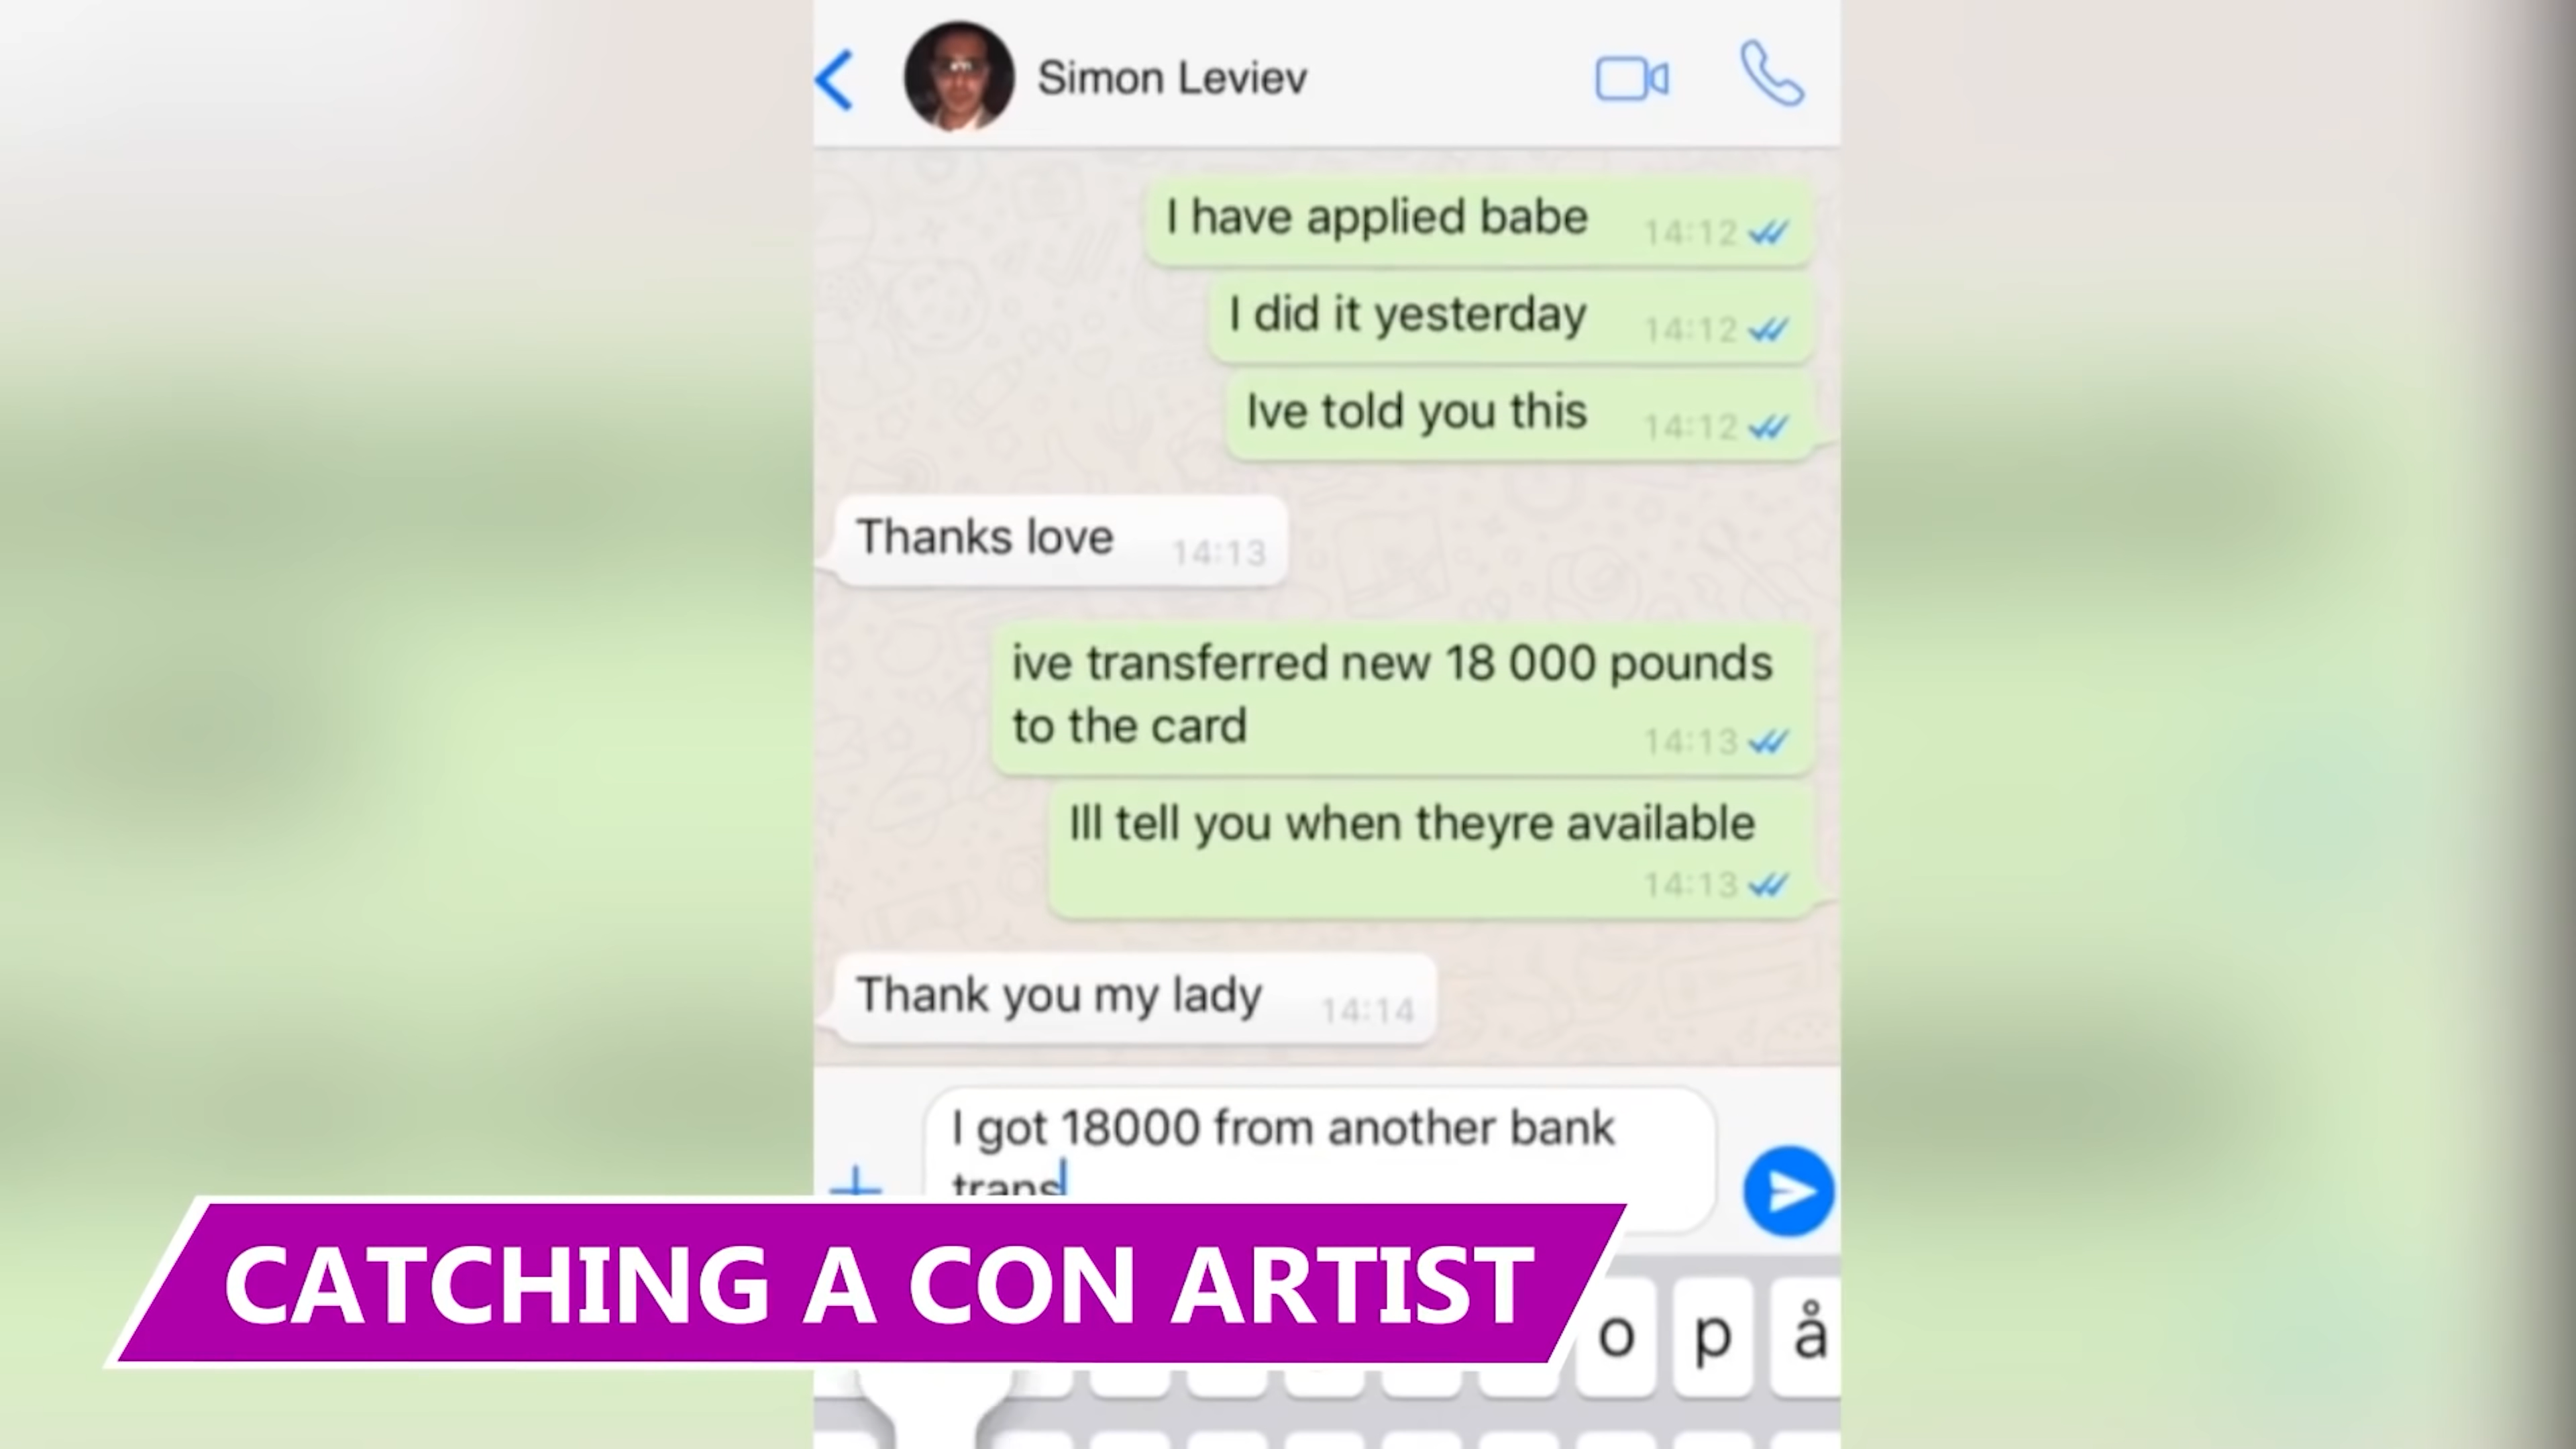 Simon Leviev
I have applied babe 14:12
I did it yesterday 14:12
Ive told you this 14:12
Thanks love 14:13
ive transferred new 18 000 pounds
to the card 14:13
Ill tell you when theyre available
14:13
Thank you my lady 14:14
I got 18000 from another bank
trans
CATCHING A CON ARTIST
o p å